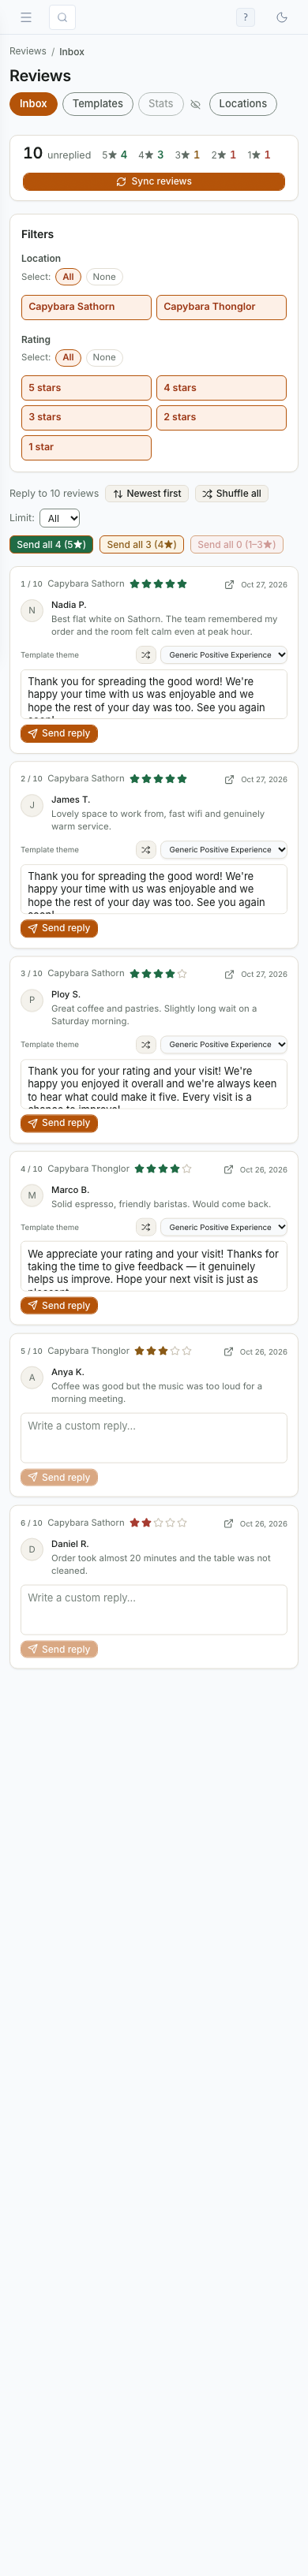 ?
Reviews / Inbox
Reviews
Inbox Templates Stats Locations
10 unreplied 5★ 4 4★ 3 3★ 1 2★ 1 1★ 1
Sync reviews
Filters
Location
Select: All None
Capybara Sathorn Capybara Thonglor
Rating
Select: All None
5 stars 4 stars
3 stars 2 stars
1 star
Reply to 10 reviews Newest first Shuffle all
Limit: All
Send all 4 (5★) Send all 3 (4★) Send all 0 (1–3★)
1 / 10 Capybara Sathorn ★★★★★ Oct 27, 2026
N Nadia P.
Best flat white on Sathorn. The team remembered my
order and the room felt calm even at peak hour.
Template theme Generic Positive Experience
Thank you for spreading the good word! We're
happy your time with us was enjoyable and we
hope the rest of your day was too. See you again
soon!
Send reply
2 / 10 Capybara Sathorn ★★★★★ Oct 27, 2026
J James T.
Lovely space to work from, fast wifi and genuinely
warm service.
Template theme Generic Positive Experience
Thank you for spreading the good word! We're
happy your time with us was enjoyable and we
hope the rest of your day was too. See you again
soon!
Send reply
3 / 10 Capybara Sathorn ★★★★☆ Oct 27, 2026
P Ploy S.
Great coffee and pastries. Slightly long wait on a
Saturday morning.
Template theme Generic Positive Experience
Thank you for your rating and your visit! We're
happy you enjoyed it overall and we're always keen
to hear what could make it five. Every visit is a
chance to improve!
Send reply
4 / 10 Capybara Thonglor ★★★★☆ Oct 26, 2026
M Marco B.
Solid espresso, friendly baristas. Would come back.
Template theme Generic Positive Experience
We appreciate your rating and your visit! Thanks for
taking the time to give feedback — it genuinely
helps us improve. Hope your next visit is just as
pleasant.
Send reply
5 / 10 Capybara Thonglor ★★★☆☆ Oct 26, 2026
A Anya K.
Coffee was good but the music was too loud for a
morning meeting.
Write a custom reply...
Send reply
6 / 10 Capybara Sathorn ★★☆☆☆ Oct 26, 2026
D Daniel R.
Order took almost 20 minutes and the table was not
cleaned.
Write a custom reply...
Send reply